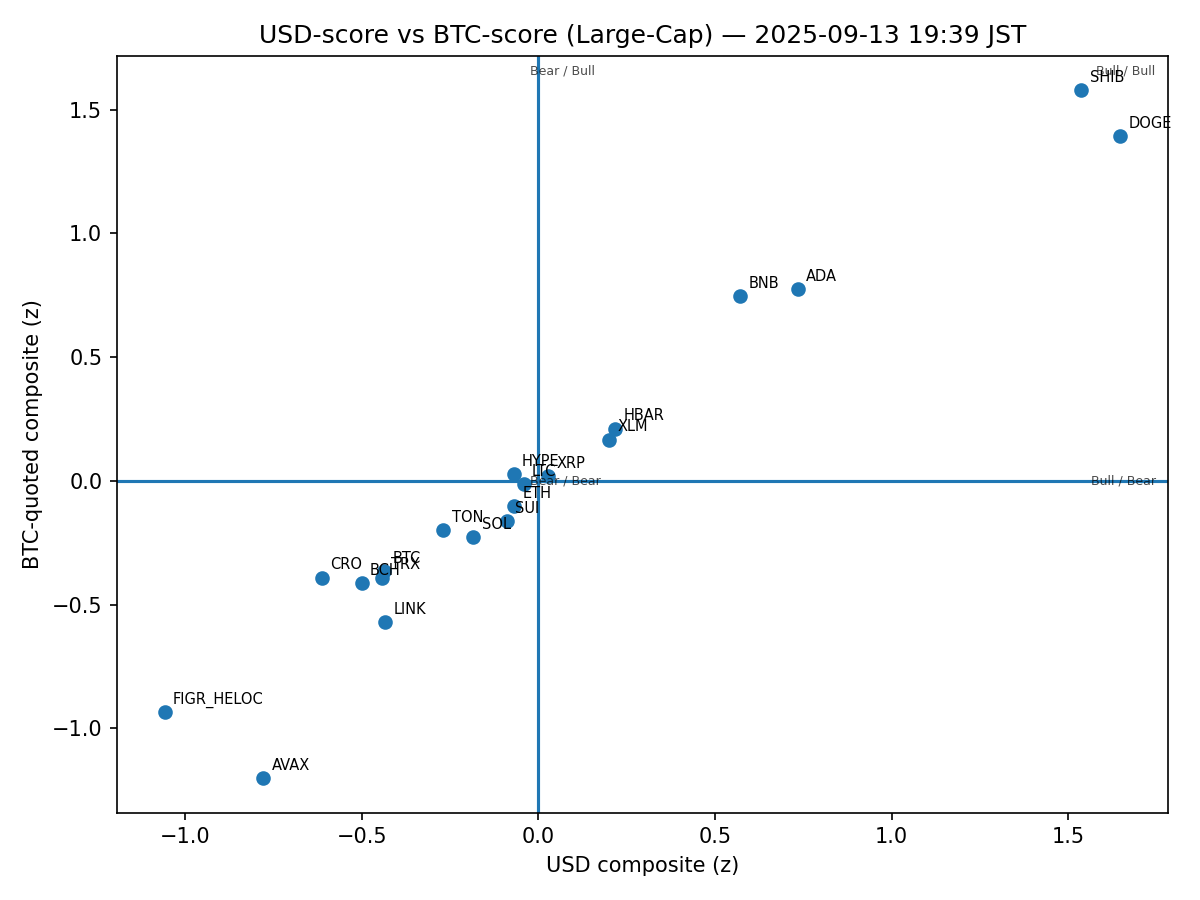 USD-score vs BTC-score (Large-Cap) — 2025-09-13 19:39 JST
Bear / Bull
Bull / Bull
SHIB
DOGE
ADA
BNB
HBAR
XLM
HYPE
XRP
LTC
Bear / Bear
Bull / Bear
ETH
SUI
TON
SOL
BTC
TRX
CRO
BCH
LINK
FIGR_HELOC
AVAX
1.5
1.0
0.5
0.0
−0.5
−1.0
BTC-quoted composite (z)
−1.0
−0.5
0.0
0.5
1.0
1.5
USD composite (z)